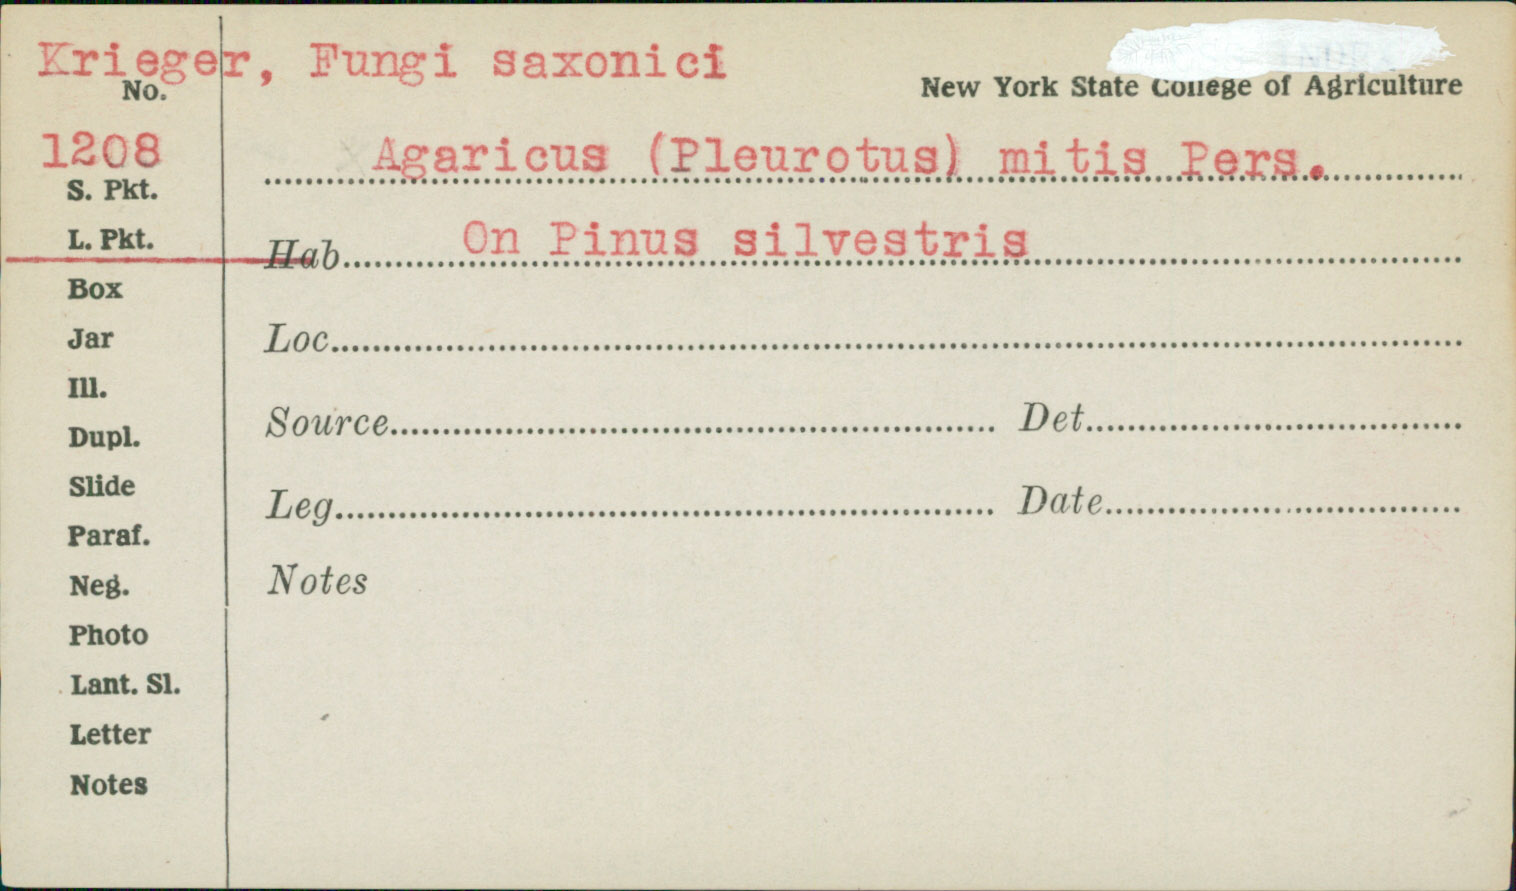 Krieger, Fungi saxonici
No.
New York State College of Agriculture
1208
Agaricus (Pleurotus) mitis Pers.
S. Pkt.
L. Pkt.
Hab. On Pinus silvestris
Box
Jar
Loc.
Ill.
Source Det.
Dupl.
Slide
Leg. Date
Paraf.
Neg.
Notes
Photo
Lant. Sl.
Letter
Notes